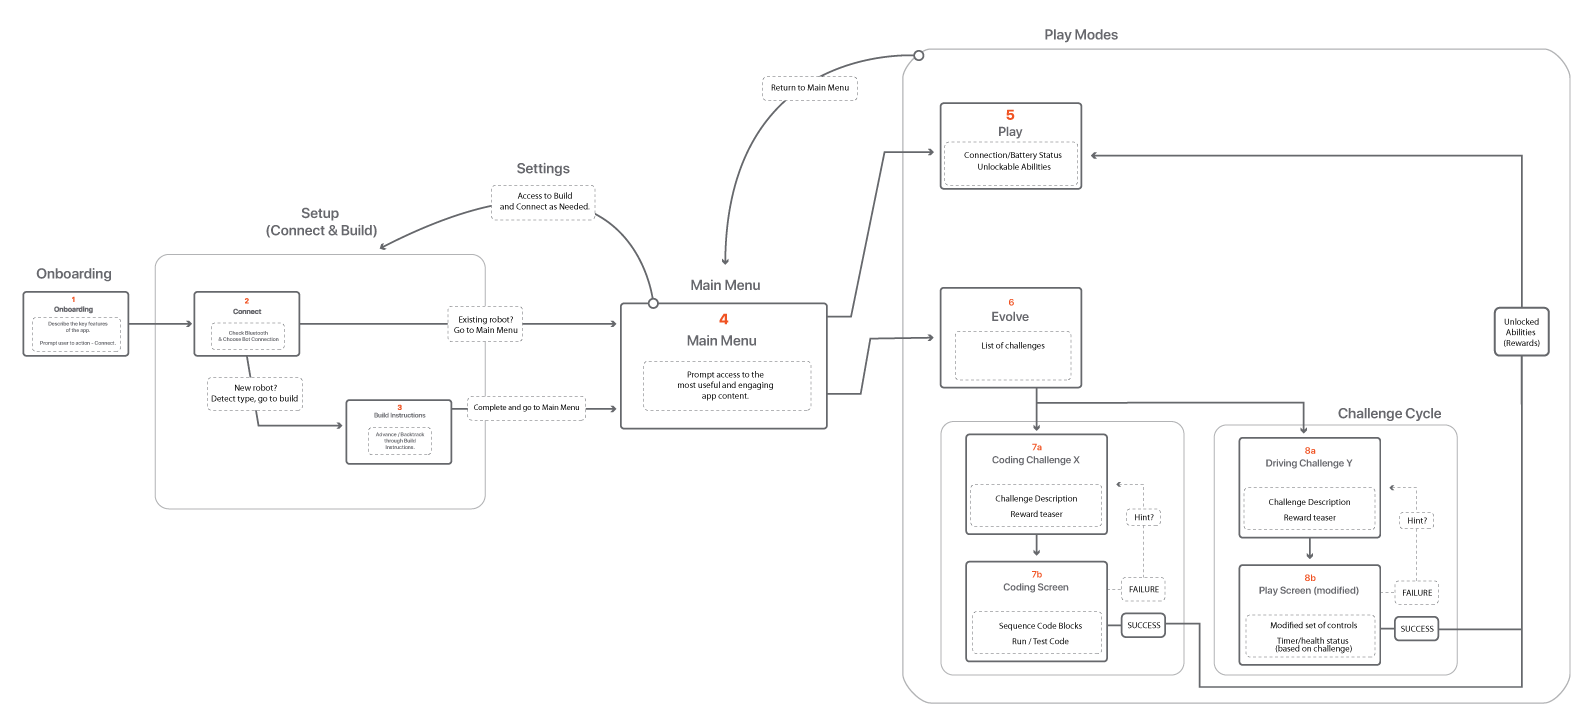 Play Modes
Return to Main Menu
5
Play
Connection/Battery Status
Unlockable Abilities
Settings
Access to Build
and Connect as Needed.
Setup
(Connect & Build)
Onboarding
1
Onboarding
Describe the key features
of the app.
Prompt user to action - Connect.
2
Connect
Check Bluetooth
& Choose Bot Connection
Existing robot?
Go to Main Menu
New robot?
Detect type, go to build
3
Build Instructions
Advance / Backtrack
through Build
Instructions.
Complete and go to Main Menu
Main Menu
4
Main Menu
Prompt access to the
most useful and engaging
app content.
6
Evolve
List of challenges
Unlocked
Abilities
(Rewards)
Challenge Cycle
7a
Coding Challenge X
Challenge Description
Reward teaser
Hint?
7b
Coding Screen
Sequence Code Blocks
Run / Test Code
FAILURE
SUCCESS
8a
Driving Challenge Y
Challenge Description
Reward teaser
Hint?
8b
Play Screen (modified)
Modified set of controls
Timer/health status
(based on challenge)
FAILURE
SUCCESS